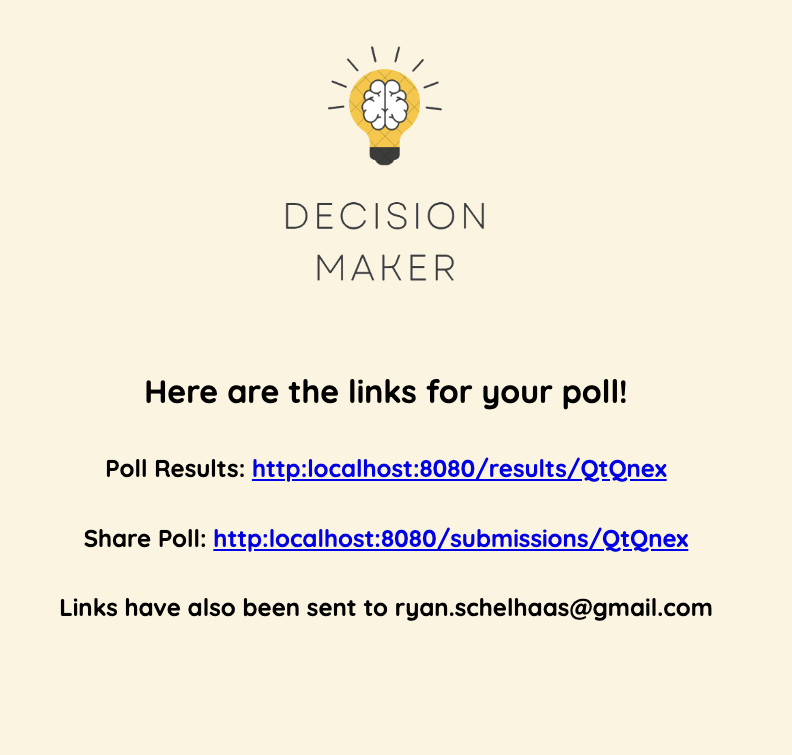 DECISION
MAKER
Here are the links for your poll!
Poll Results: http:localhost:8080/results/QtQnex
Share Poll: http:localhost:8080/submissions/QtQnex
Links have also been sent to ryan.schelhaas@gmail.com